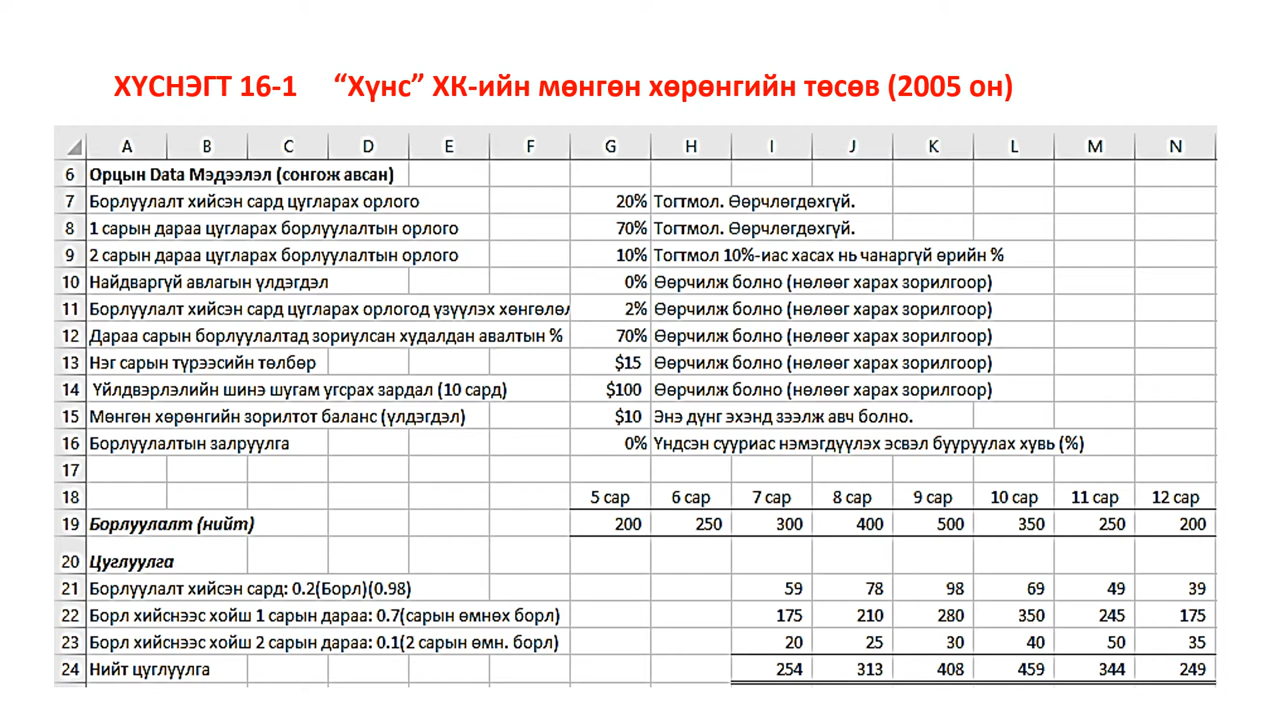 ХҮСНЭГТ 16-1 “Хүнс” ХК-ийн мөнгөн хөрөнгийн төсөв (2005 он)
A B C D E F G H I J K L M N
6 Орцын Data Мэдээлэл (сонгож авсан)
7 Борлуулалт хийсэн сард цуглараx орлого 20% Тогтмол. Өөрчлөгдөхгүй.
8 1 сарын дараа цуглараx борлуулалтын орлого 70% Тогтмол. Өөрчлөгдөхгүй.
9 2 сарын дараа цуглараx борлуулалтын орлого 10% Тогтмол 10%-иас хасах нь чанаргүй өрийн %
10 Найдваргүй авлагын үлдэгдэл 0% Өөрчилж болно (нөлөөг харах зорилгоор)
11 Борлуулалт хийсэн сард цугларах орлогод үзүүлэх хөнгөлөл 2% Өөрчилж болно (нөлөөг харах зорилгоор)
12 Дараа сарын борлуулалтад зориулсан худалдан авалтын % 70% Өөрчилж болно (нөлөөг харах зорилгоор)
13 Нэг сарын түрээсийн төлбөр $15 Өөрчилж болно (нөлөөг харах зорилгоор)
14 Үйлдвэрлэлийн шинэ шугам угсрах зардал (10 сард) $100 Өөрчилж болно (нөлөөг харах зорилгоор)
15 Мөнгөн хөрөнгийн зорилтот баланс (үлдэгдэл) $10 Энэ дүнг эхэнд зээлж авч болно.
16 Борлуулалтын залруулга 0% Үндсэн сууриас нэмэгдүүлэх эсвэл бууруулах хувь (%)
17
18 5 сар 6 сар 7 сар 8 сар 9 сар 10 сар 11 сар 12 сар
19 Борлуулалт (нийт) 200 250 300 400 500 350 250 200
20 Цуглуулга
21 Борлуулалт хийсэн сард: 0.2(Борл)(0.98) 59 78 98 69 49 39
22 Борл хийснээс хойш 1 сарын дараа: 0.7(сарын өмнөх борл) 175 210 280 350 245 175
23 Борл хийснээс хойш 2 сарын дараа: 0.1(2 сарын өмн. борл) 20 25 30 40 50 35
24 Нийт цуглуулга 254 313 408 459 344 249